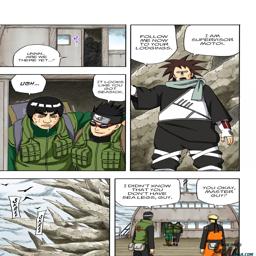 I AM
SUPERVISOR
MOTOI.
FOLLOW ME
NOW TO
YOUR
LODGINGS.
UNNN..
ARE WE
THERE YET...?
IT LOOKS
LIKE YOU
GOT
SEASICK.
UGH...
YOU OKAY,
MASTER
GUY?
I DIDN'T KNOW
THAT YOU
DON'T HAVE
SEA LEGS, GUY.